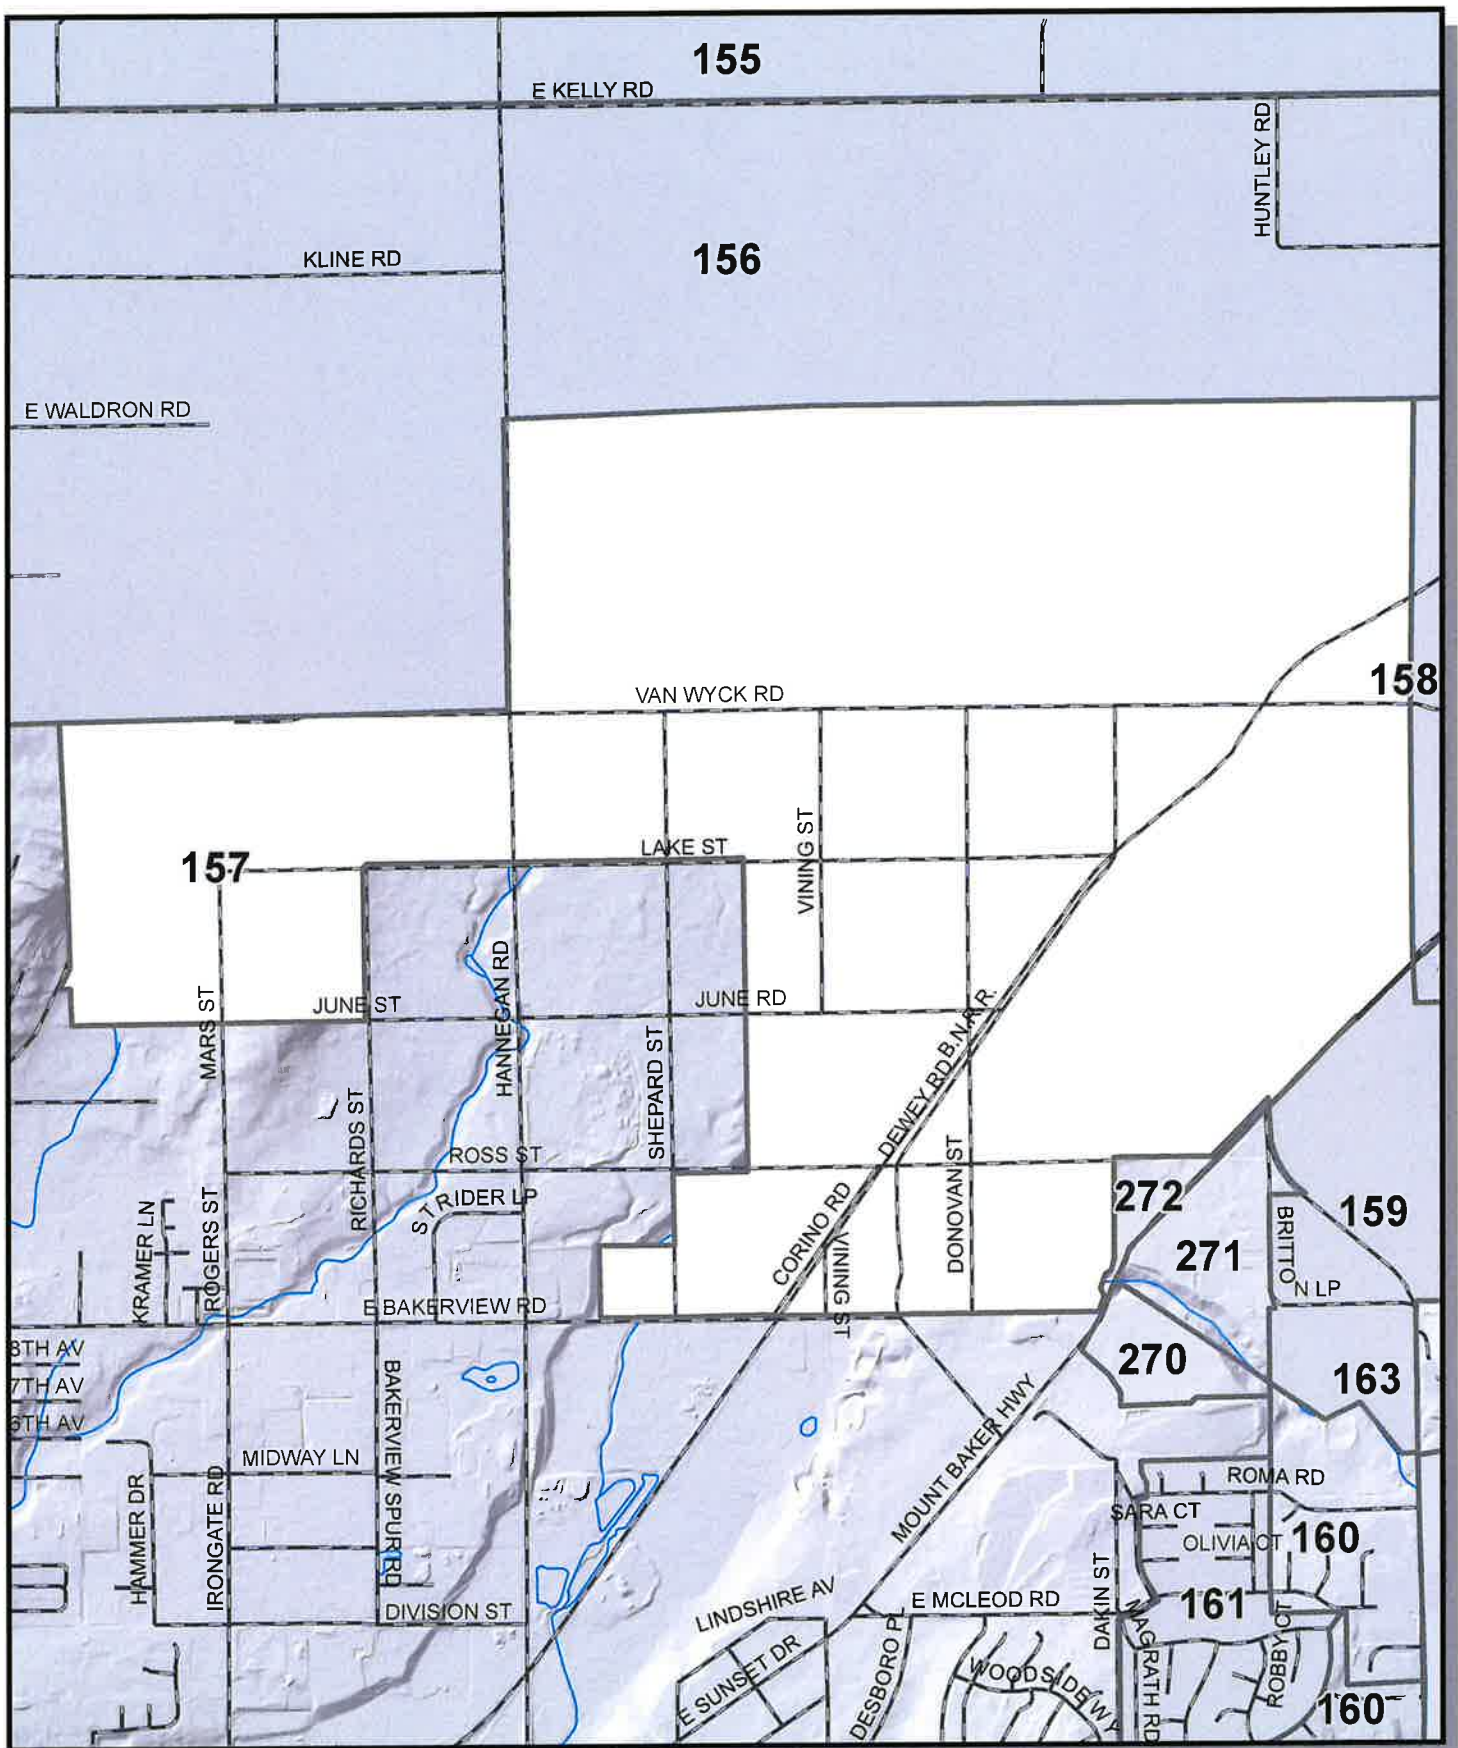 155
E KELLY RD
HUNTLEY RD
KLINE RD
156
E WALDRON RD
158
VAN WYCK RD
LAKE ST
VINING ST
157
HANNEGAN RD
JUNE ST
JUNE RD
MARS ST
SHEPARD ST
B.N.R.R.
DEWEY RD
RICHARDS ST
ROSS ST
DONOVAN ST
272
159
271
KRAMER LN
ROGERS ST
STRIDER LP
CORINO RD
VINING ST
BRITTON LP
E BAKERVIEW RD
8TH AV
7TH AV
6TH AV
270
163
BAKERVIEW SPUR RD
MOUNT BAKER HWY
MIDWAY LN
ROMA RD
HAMMER DR
IRONGATE RD
SARA CT
OLIVIA CT
160
DIVISION ST
LINDSHIRE AV
E MCLEOD RD
DAKIN ST
161
E SUNSET DR
DESBORO PL
WOODSIDE WY
MAGRATH RD
ROBBY CT
160